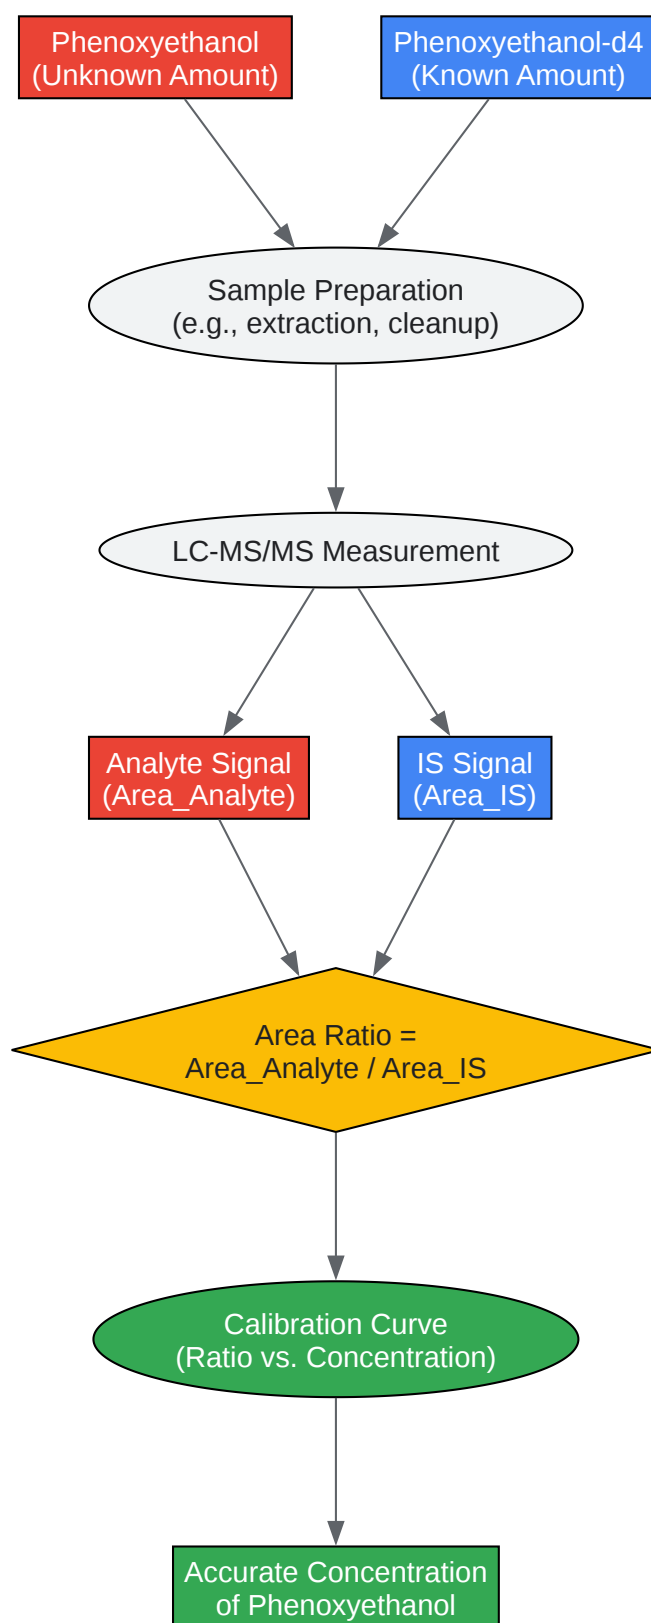 Phenoxyethanol
(Unknown Amount)
Phenoxyethanol-d4
(Known Amount)
Sample Preparation
(e.g., extraction, cleanup)
LC-MS/MS Measurement
Analyte Signal
(Area_Analyte)
IS Signal
(Area_IS)
Area Ratio =
Area_Analyte / Area_IS
Calibration Curve
(Ratio vs. Concentration)
Accurate Concentration
of Phenoxyethanol